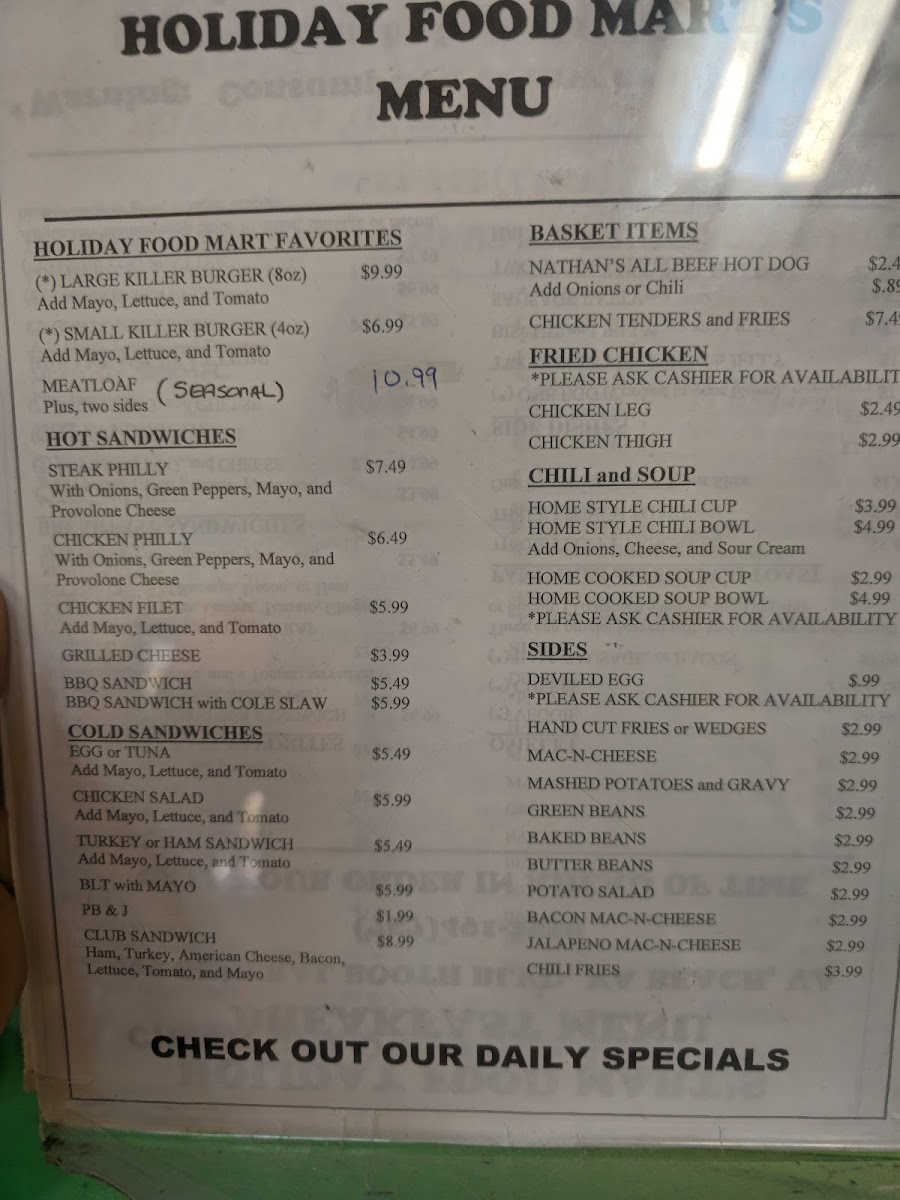 HOLIDAY FOOD MART'S
MENU
HOLIDAY FOOD MART FAVORITES
(*) LARGE KILLER BURGER (8oz) $9.99
Add Mayo, Lettuce, and Tomato
(*) SMALL KILLER BURGER (4oz) $6.99
Add Mayo, Lettuce, and Tomato
MEATLOAF (SEASONAL) 10.99
Plus, two sides
HOT SANDWICHES
STEAK PHILLY $7.49
With Onions, Green Peppers, Mayo, and
Provolone Cheese
CHICKEN PHILLY $6.49
With Onions, Green Peppers, Mayo, and
Provolone Cheese
CHICKEN FILET $5.99
Add Mayo, Lettuce, and Tomato
GRILLED CHEESE $3.99
BBQ SANDWICH $5.49
BBQ SANDWICH with COLE SLAW $5.99
COLD SANDWICHES
EGG or TUNA $5.49
Add Mayo, Lettuce, and Tomato
CHICKEN SALAD $5.99
Add Mayo, Lettuce, and Tomato
TURKEY or HAM SANDWICH $5.49
Add Mayo, Lettuce, and Tomato
BLT with MAYO $5.99
PB & J $1.99
CLUB SANDWICH $8.99
Ham, Turkey, American Cheese, Bacon,
Lettuce, Tomato, and Mayo
BASKET ITEMS
NATHAN'S ALL BEEF HOT DOG $2.4
Add Onions or Chili $.89
CHICKEN TENDERS and FRIES $7.4
FRIED CHICKEN
*PLEASE ASK CASHIER FOR AVAILABILIT
CHICKEN LEG $2.49
CHICKEN THIGH $2.99
CHILI and SOUP
HOME STYLE CHILI CUP $3.99
HOME STYLE CHILI BOWL $4.99
Add Onions, Cheese, and Sour Cream
HOME COOKED SOUP CUP $2.99
HOME COOKED SOUP BOWL $4.99
*PLEASE ASK CASHIER FOR AVAILABILITY
SIDES
DEVILED EGG $.99
*PLEASE ASK CASHIER FOR AVAILABILITY
HAND CUT FRIES or WEDGES $2.99
MAC-N-CHEESE $2.99
MASHED POTATOES and GRAVY $2.99
GREEN BEANS $2.99
BAKED BEANS $2.99
BUTTER BEANS $2.99
POTATO SALAD $2.99
BACON MAC-N-CHEESE $2.99
JALAPENO MAC-N-CHEESE $2.99
CHILI FRIES $3.99
CHECK OUT OUR DAILY SPECIALS